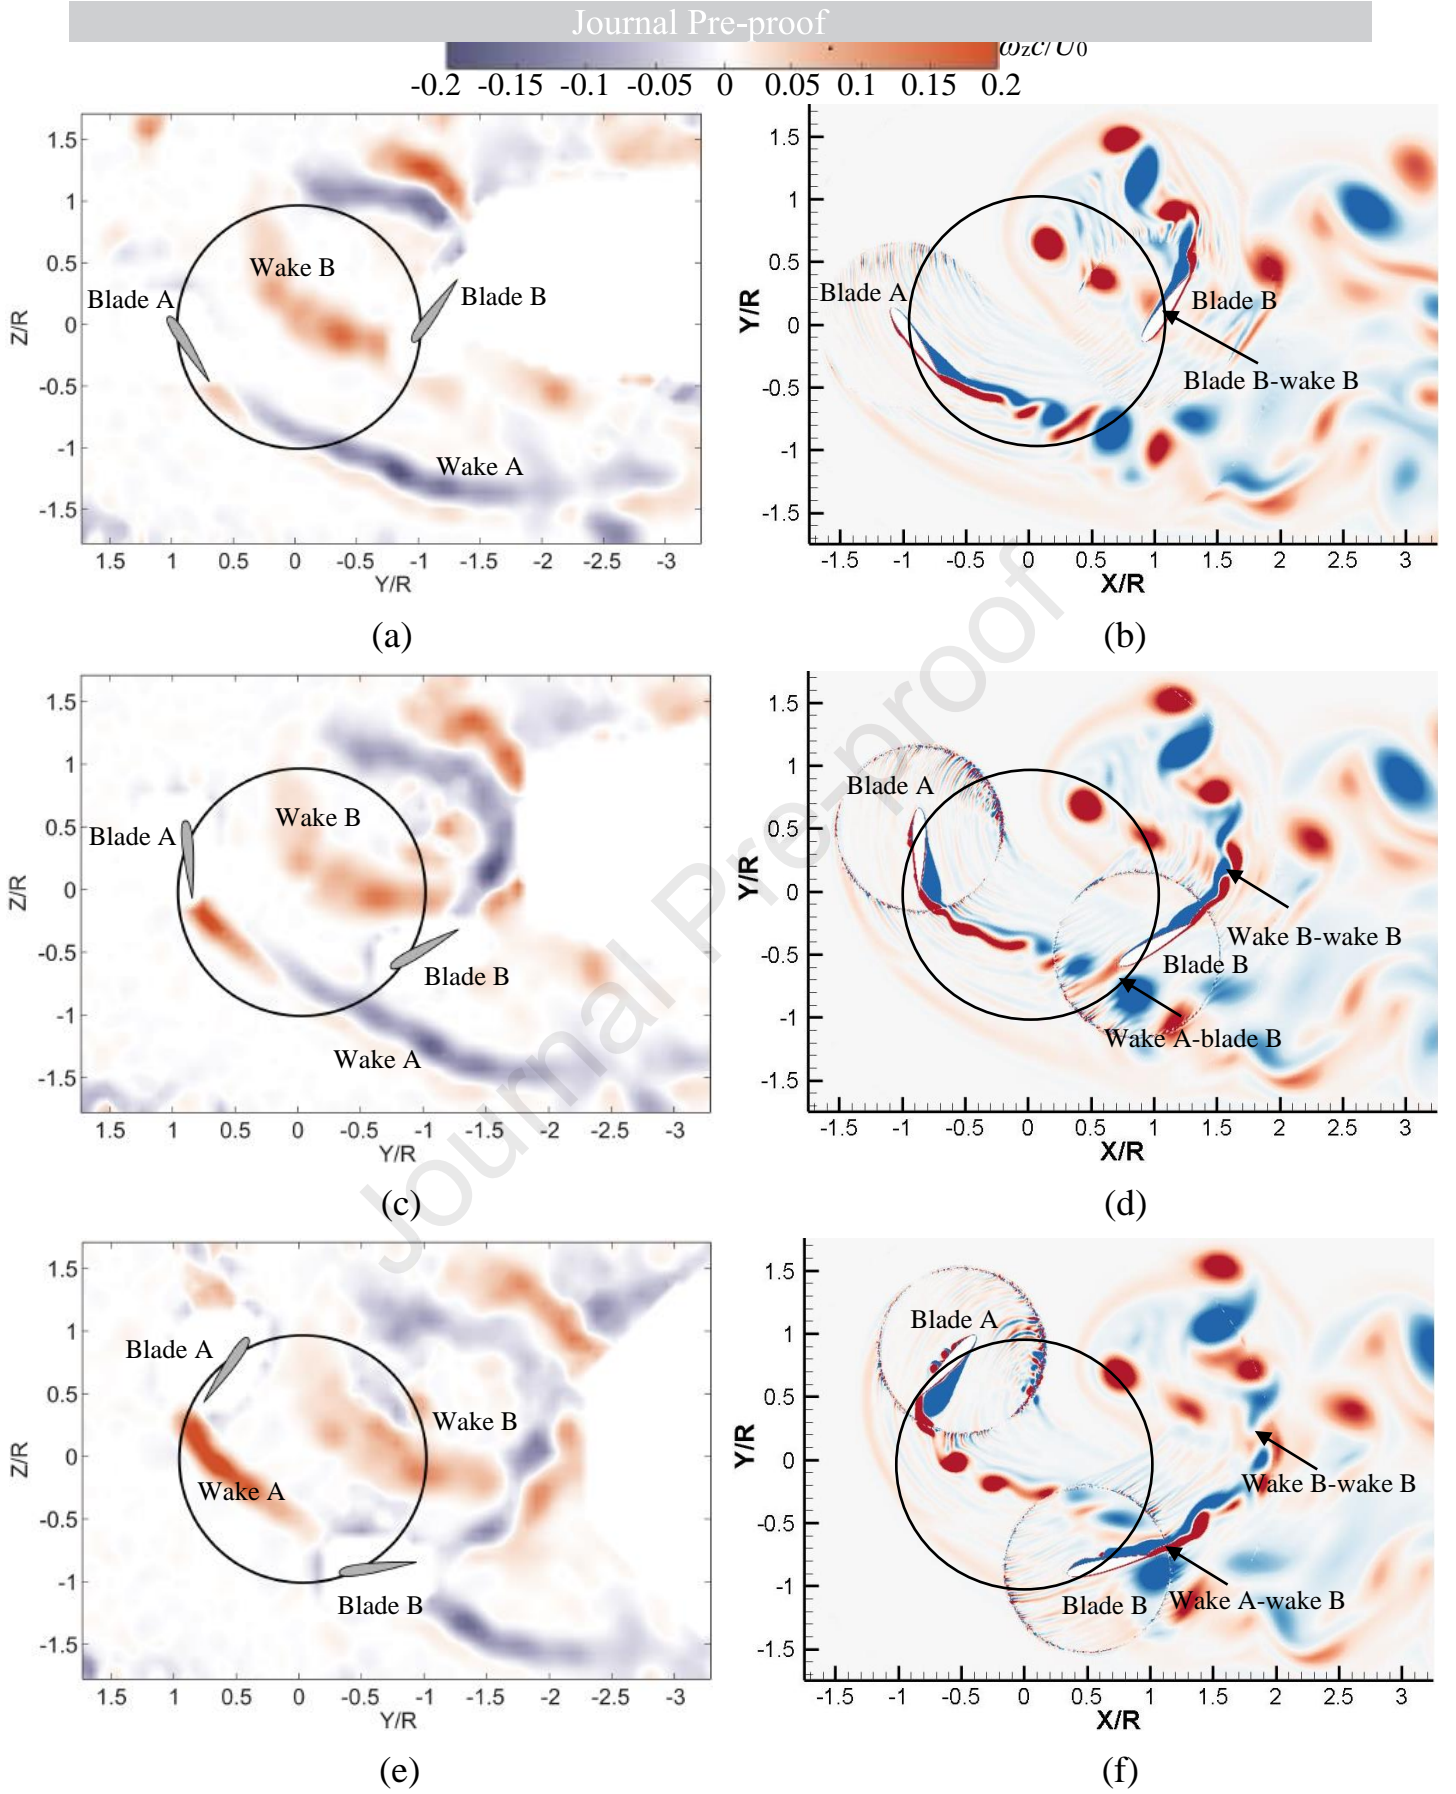 Journal Pre-proof
ωzc/U0
-0.2 -0.15 -0.1 -0.05 0 0.05 0.1 0.15 0.2
1.5
1
0.5
0
-0.5
-1
-1.5
Z/R
Wake B
Blade A
Blade B
Wake A
1.5 1 0.5 0 -0.5 -1 -1.5 -2 -2.5 -3
Y/R
(a)
1.5
1
0.5
0
-0.5
-1
-1.5
Y/R
Blade A
Blade B
Blade B-wake B
-1.5 -1 -0.5 0 0.5 1 1.5 2 2.5 3
X/R
(b)
1.5
1
0.5
0
-0.5
-1
-1.5
Z/R
Wake B
Blade A
Blade B
Wake A
1.5 1 0.5 0 -0.5 -1 -1.5 -2 -2.5 -3
Y/R
(c)
1.5
1
0.5
0
-0.5
-1
-1.5
Y/R
Blade A
Wake B-wake B
Blade B
Wake A-blade B
-1.5 -1 -0.5 0 0.5 1 1.5 2 2.5 3
X/R
(d)
1.5
1
0.5
0
-0.5
-1
-1.5
Z/R
Blade A
Wake B
Wake A
Blade B
1.5 1 0.5 0 -0.5 -1 -1.5 -2 -2.5 -3
Y/R
(e)
1.5
1
0.5
0
-0.5
-1
-1.5
Y/R
Blade A
Wake B-wake B
Blade B
Wake A-wake B
-1.5 -1 -0.5 0 0.5 1 1.5 2 2.5 3
X/R
(f)
Journal Pre-proof